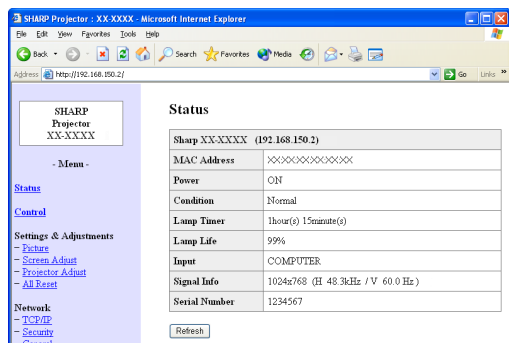 SHARP Projector : XX-XXXX - Microsoft Internet Explorer
File Edit View Favorites Tools Help
Back Search Favorites Media
Address http://192.168.150.2/ Go Links »
SHARP
Projector
XX-XXXX
- Menu -
Status
Control
Settings & Adjustments
– Picture
– Screen Adjust
– Projector Adjust
– All Reset
Network
– TCP/IP
– Security
– General
Status
Sharp XX-XXXX (192.168.150.2)
MAC Address XXXXXXXXXXXX
Power ON
Condition Normal
Lamp Timer 1hour(s) 15minute(s)
Lamp Life 99%
Input COMPUTER
Signal Info 1024x768 (H 48.3kHz / V 60.0 Hz )
Serial Number 1234567
Refresh